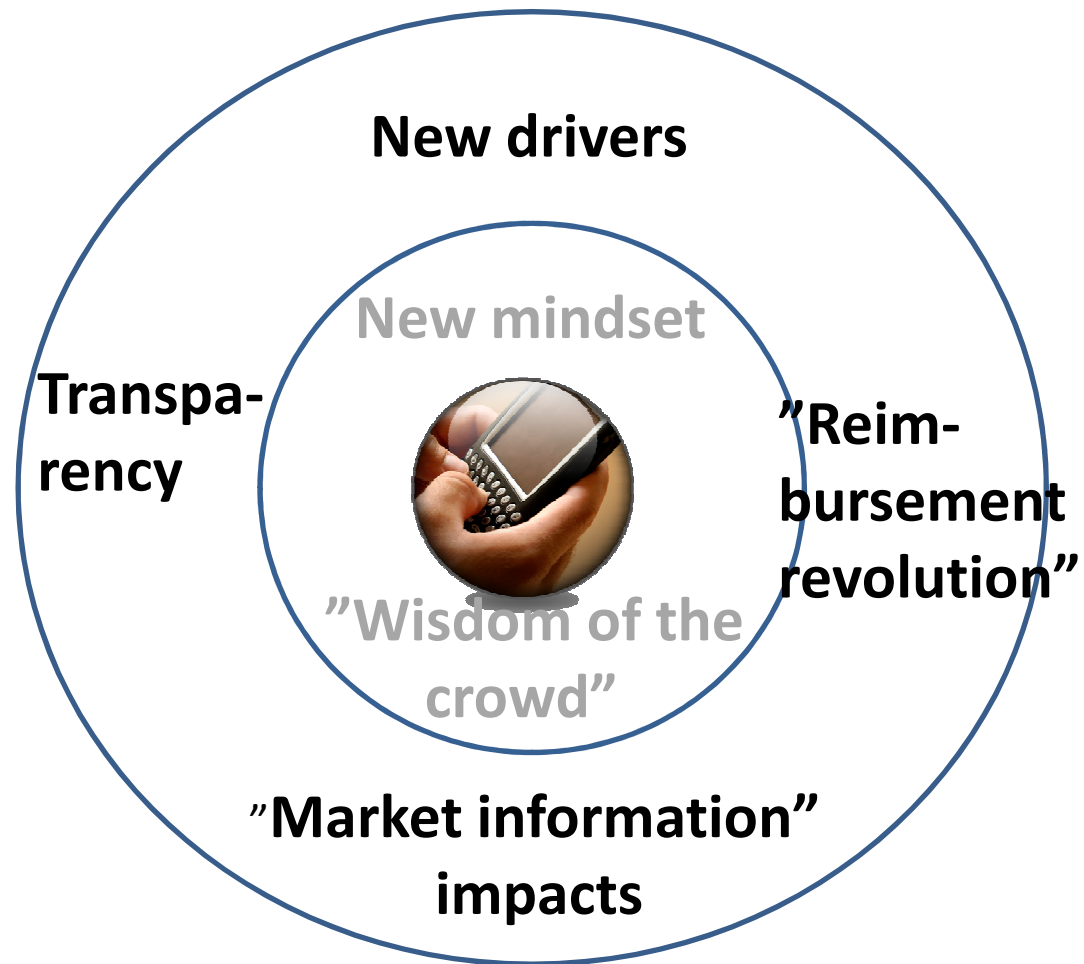 New drivers
New mindset
Transpa-
rency
”Reim-
bursement
revolution”
”Wisdom of the
crowd”
”Market information”
impacts